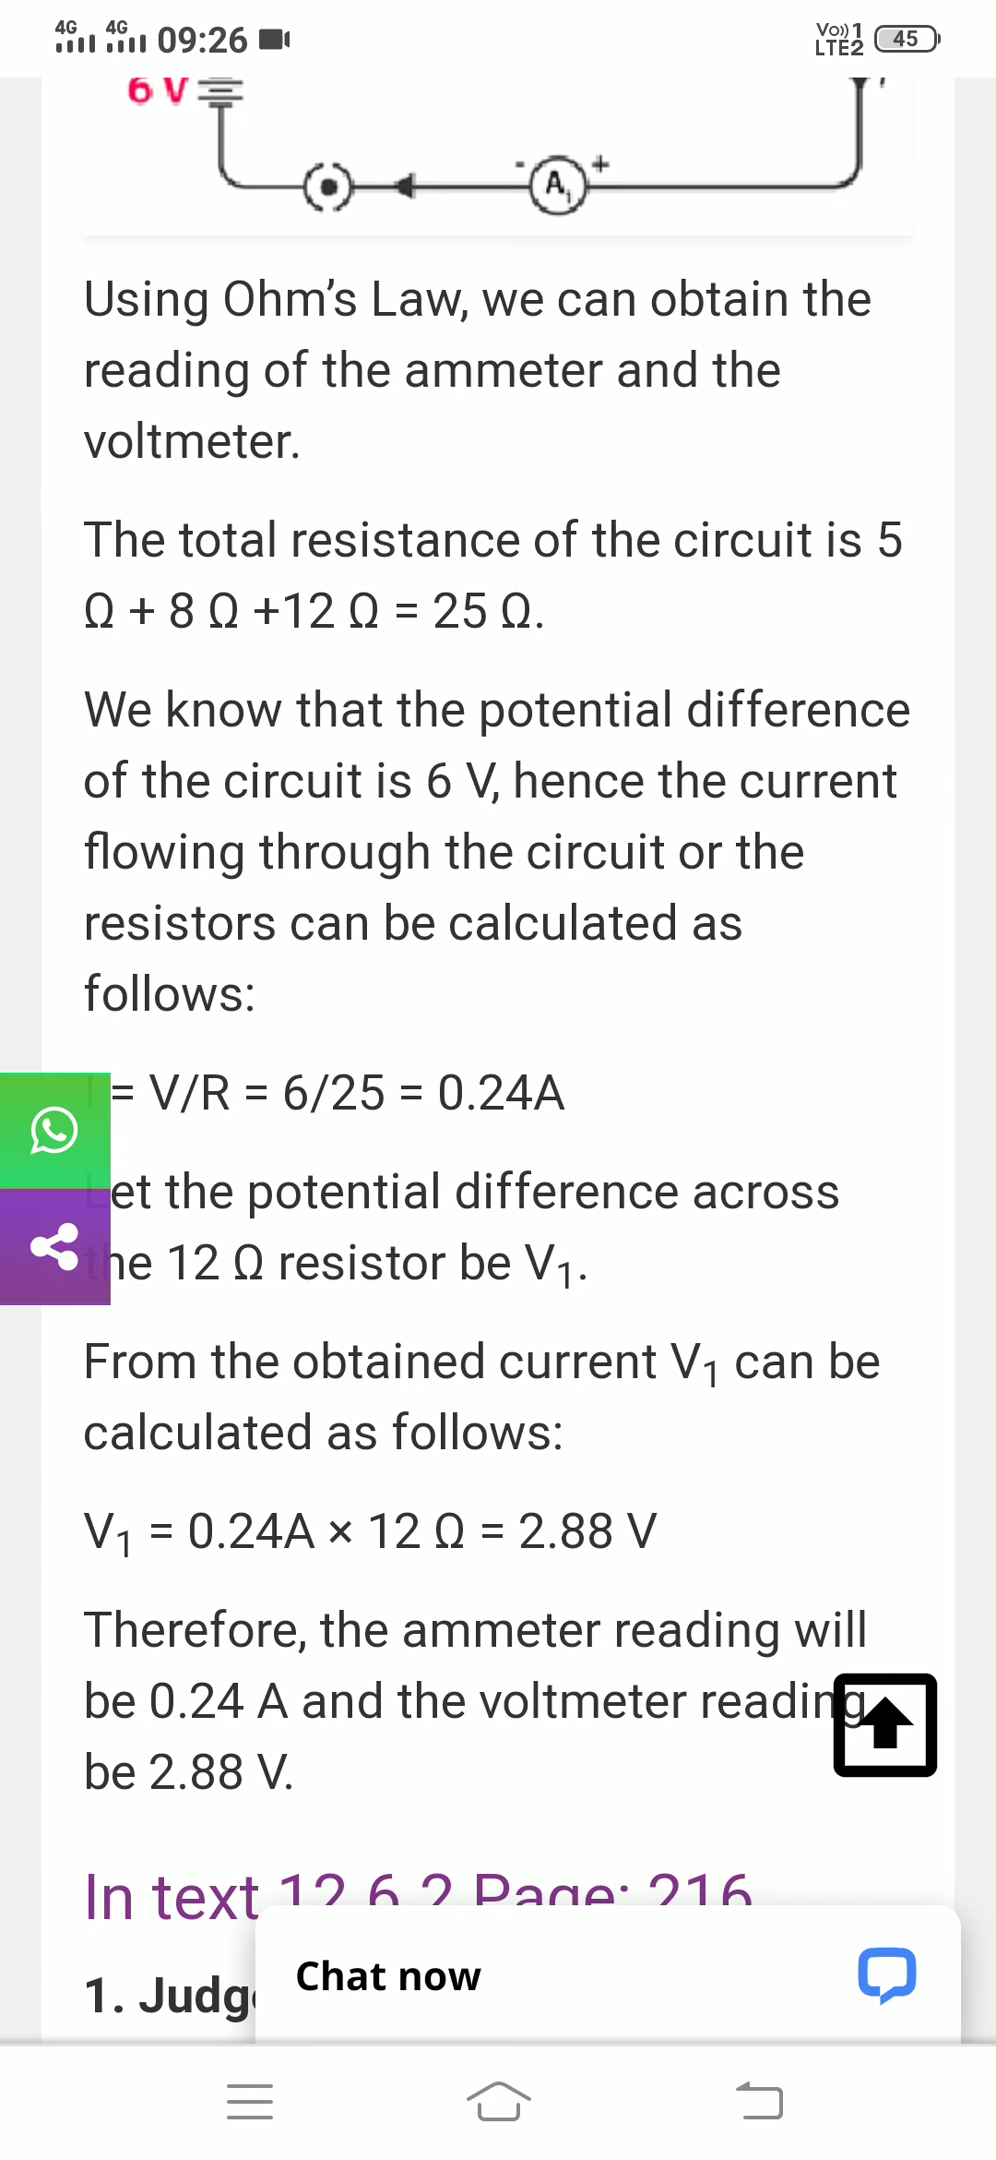 4G 4G 09:26 Vo)) 1 LTE2 45
6 V
- A1 +
Using Ohm’s Law, we can obtain the
reading of the ammeter and the
voltmeter.
The total resistance of the circuit is 5
Ω + 8 Ω +12 Ω = 25 Ω.
We know that the potential difference
of the circuit is 6 V, hence the current
flowing through the circuit or the
resistors can be calculated as
follows:
I = V/R = 6/25 = 0.24A
Let the potential difference across
the 12 Ω resistor be V1.
From the obtained current V1 can be
calculated as follows:
V1 = 0.24A × 12 Ω = 2.88 V
Therefore, the ammeter reading will
be 0.24 A and the voltmeter reading
be 2.88 V.
In text 12.6.2 Page: 216
1. Judge
Chat now